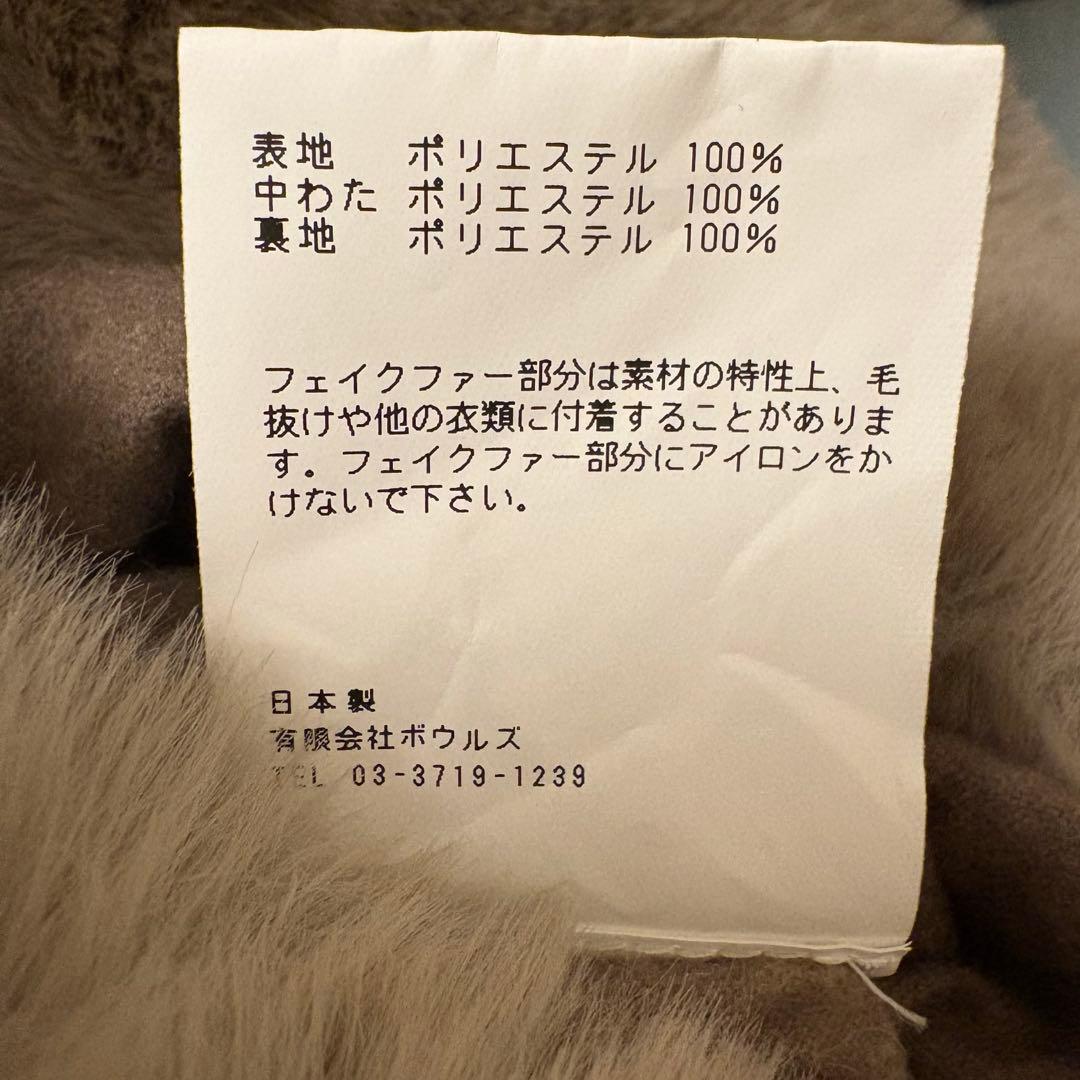 表地 ポリエステル 100%
中わた ポリエステル 100%
裏地 ポリエステル 100%
フェイクファー部分は素材の特性上、毛
抜けや他の衣類に付着することがありま
す。フェイクファー部分にアイロンをか
けないで下さい。
日本製
有限会社ボウルズ
TEL 03-3719-1239